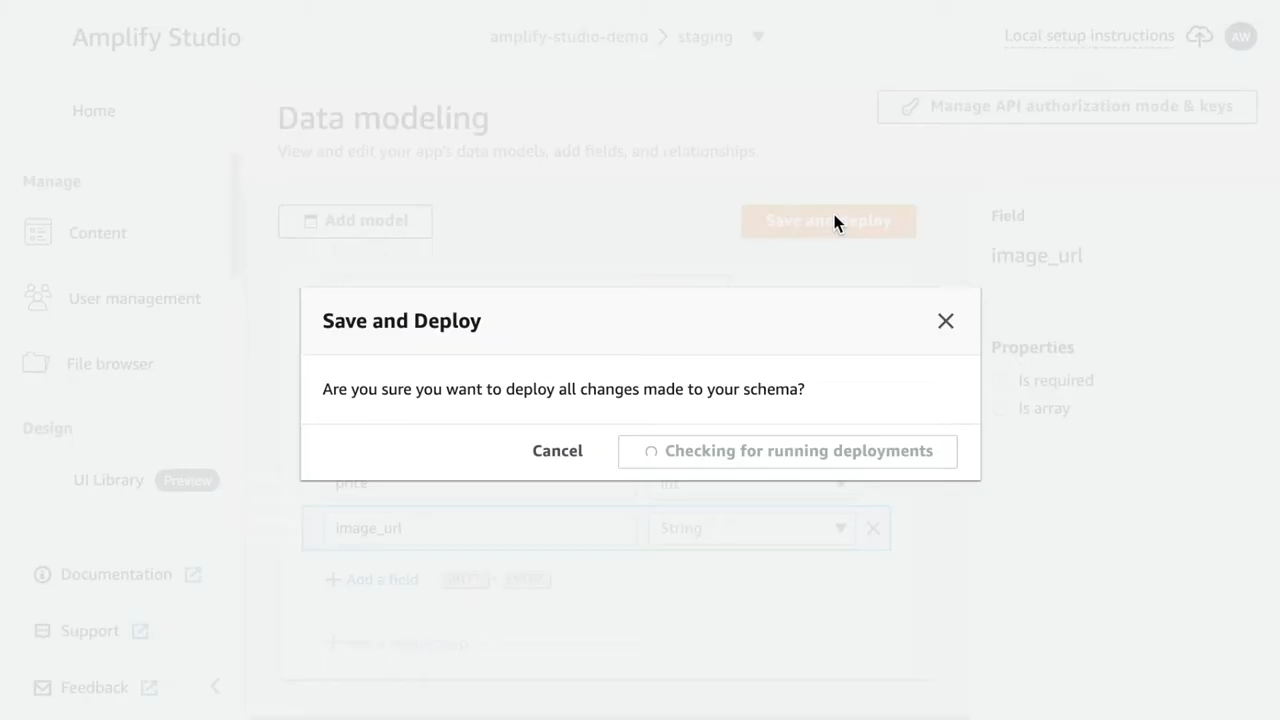 Amplify Studio
amplify-studio-demo > staging
Local setup instructions
AW
Home
Data modeling
Manage API authorization mode & keys
View and edit your app's data models, add fields, and relationships.
Manage
Add model
Save and Deploy
Field
Content
image_url
User management
Save and Deploy
Properties
File browser
Is required
Are you sure you want to deploy all changes made to your schema?
Is array
Design
Cancel
Checking for running deployments
UI Library Preview
price
Int
image_url
String
Documentation
+ Add a field
Support
Feedback